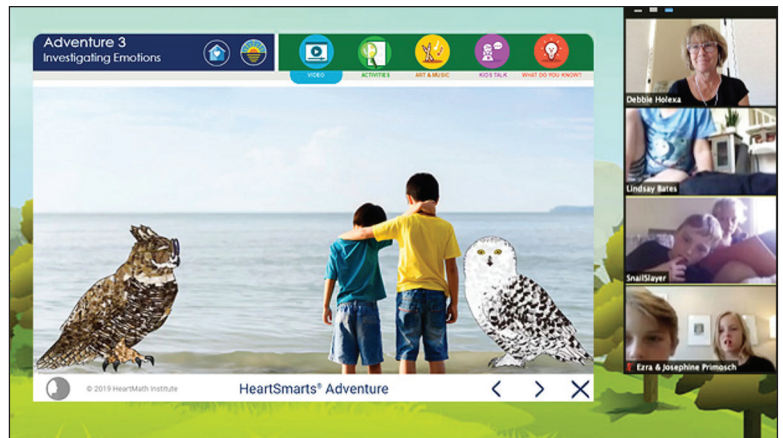 Adventure 3
Investigating Emotions
VIDEO
ACTIVITIES
ART & MUSIC
KIDS TALK
WHAT DO YOU KNOW?
© 2019 HeartMath Institute
HeartSmarts® Adventure
Debbie Holexa
Lindsay Bates
SnailSlayer
Ezra & Josephine Primosch